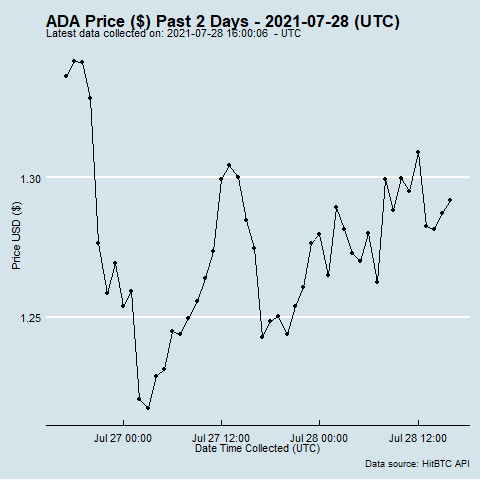 ADA Price ($) Past 2 Days - 2021-07-28 (UTC)
Latest data collected on: 2021-07-28 16:00:06  - UTC
1.30
1.25
Price USD ($)
Jul 27 00:00
Jul 27 12:00
Jul 28 00:00
Jul 28 12:00
Date Time Collected (UTC)
Data source: HitBTC API